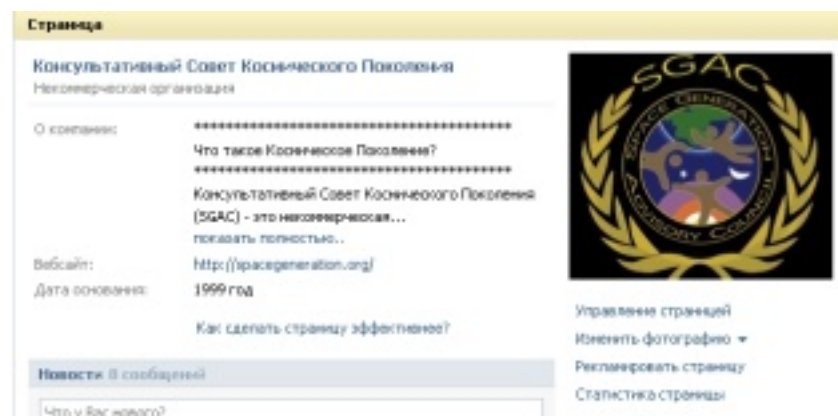 Страница
Консультативный Совет Космического Поколения
Некоммерческая организация
О компании:
****************************************
Что такое Космическое Поколение?
****************************************
Консультативный Совет Космического Поколения
(SGAC) - это некоммерческая...
показать полностью..
Вебсайт: http://spacegeneration.org/
Дата основания: 1999 год
Как сделать страницу эффективнее?
Новости 8 сообщений
Что у Вас нового?
SGAC
SPACE GENERATION
ADVISORY COUNCIL
Управление страницей
Изменить фотографию
Рекламировать страницу
Статистика страницы